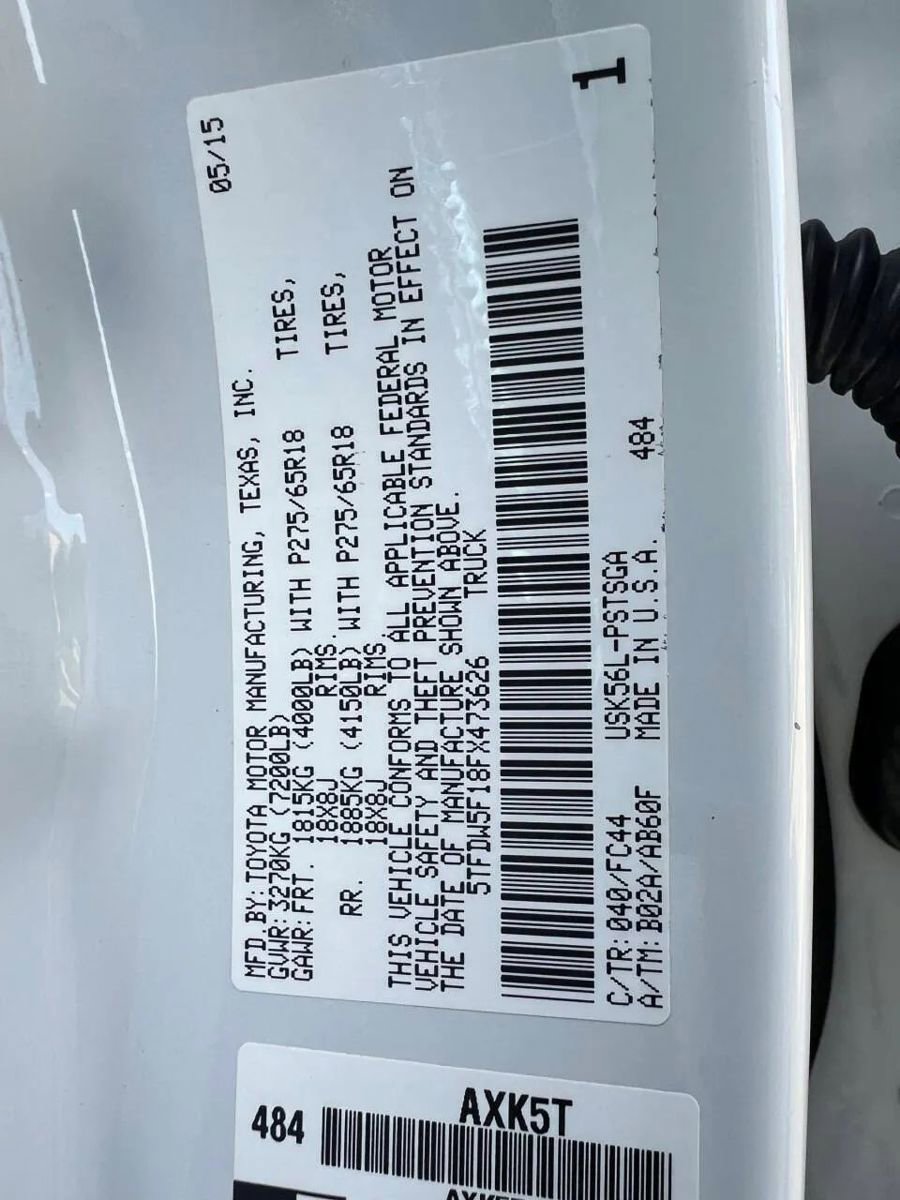 05/15
MFD.BY:TOYOTA MOTOR MANUFACTURING, TEXAS, INC.
GVWR:3270KG (7200LB)
GAWR:FRT. 1815KG (4000LB) WITH P275/65R18 TIRES,
18X8J RIMS.
RR. 1885KG (4150LB) WITH P275/65R18 TIRES,
18X8J RIMS.
THIS VEHICLE CONFORMS TO ALL APPLICABLE FEDERAL MOTOR
VEHICLE SAFETY AND THEFT PREVENTION STANDARDS IN EFFECT ON
THE DATE OF MANUFACTURE SHOWN ABOVE.
5TFDW5F18FX473626 TRUCK
C/TR:040/FC44 USK56L-PSTSGA
A/TM:B02A/AB60F MADE IN U.S.A. 484
1
484
AXK5T